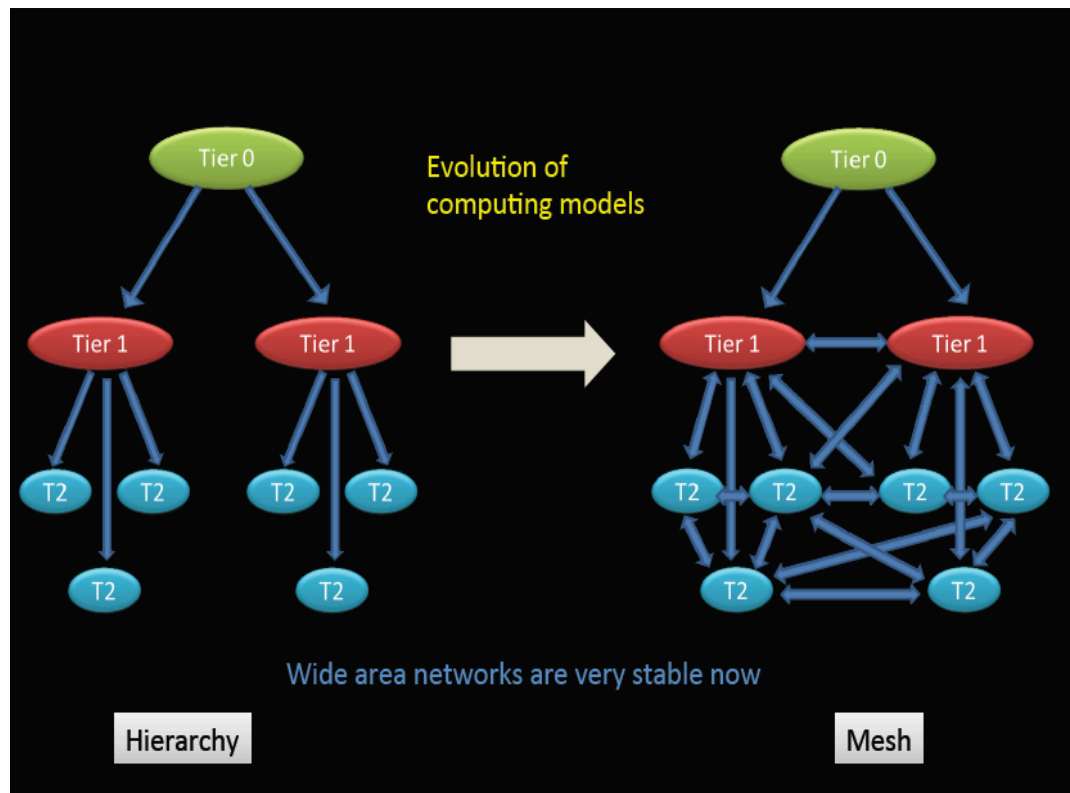 Tier 0
Evolution of
computing models
Tier 0
Tier 1
Tier 1
Tier 1
Tier 1
T2
T2
T2
T2
T2
T2
T2
T2
T2
T2
T2
T2
Wide area networks are very stable now
Hierarchy
Mesh